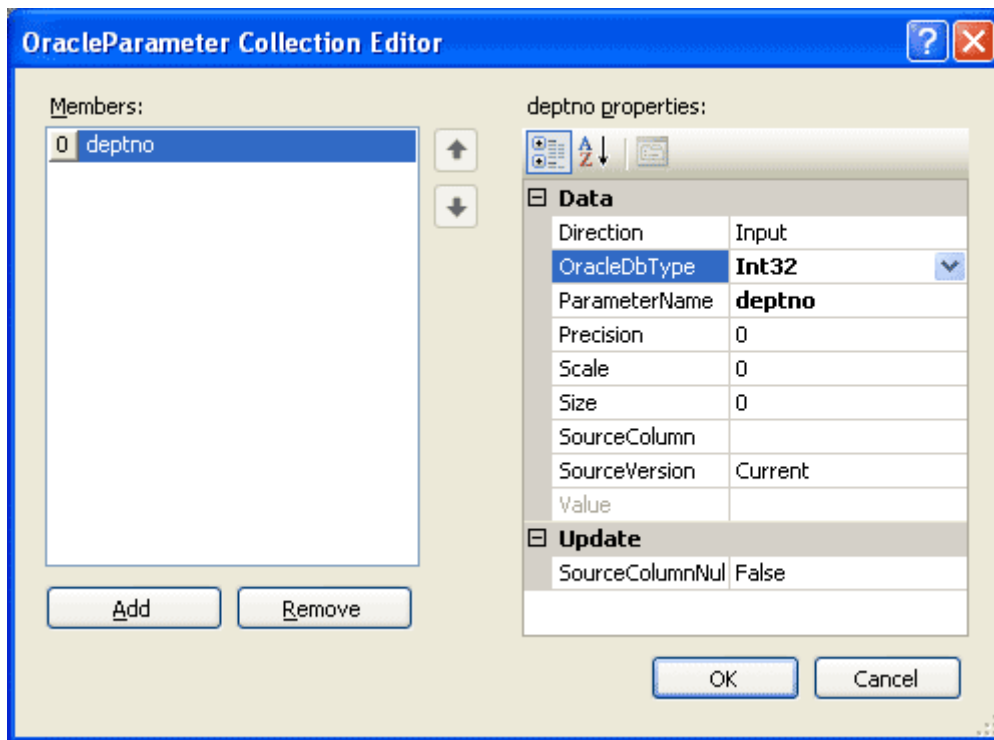 OracleParameter Collection Editor
Members:
0 deptno
Add
Remove
deptno properties:
A
Z
Data
Direction Input
OracleDbType Int32
ParameterName deptno
Precision 0
Scale 0
Size 0
SourceColumn
SourceVersion Current
Value
Update
SourceColumnNul False
OK
Cancel